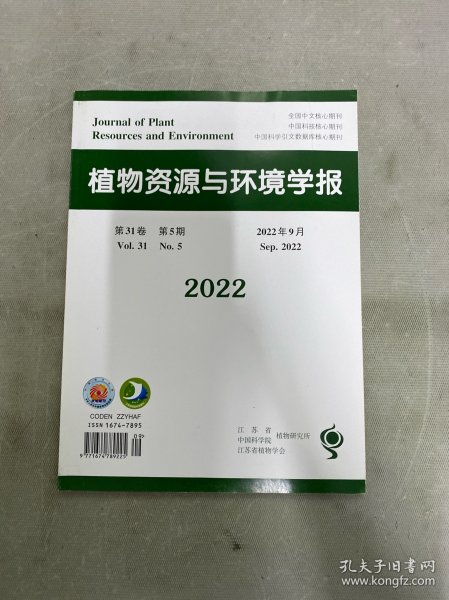 Journal of Plant
Resources and Environment
全国中文核心期刊
中国科技核心期刊
中国科学引文数据库核心期刊
植物资源与环境学报
第31卷 第5期 2022年9月
Vol. 31 No. 5 Sep. 2022
2022
CODEN ZZYHAF
ISSN 1674-7895
09
9 771674 789225
江苏省
中国科学院 植物研究所
江苏省植物学会
孔夫子旧书网
www.kongfz.com